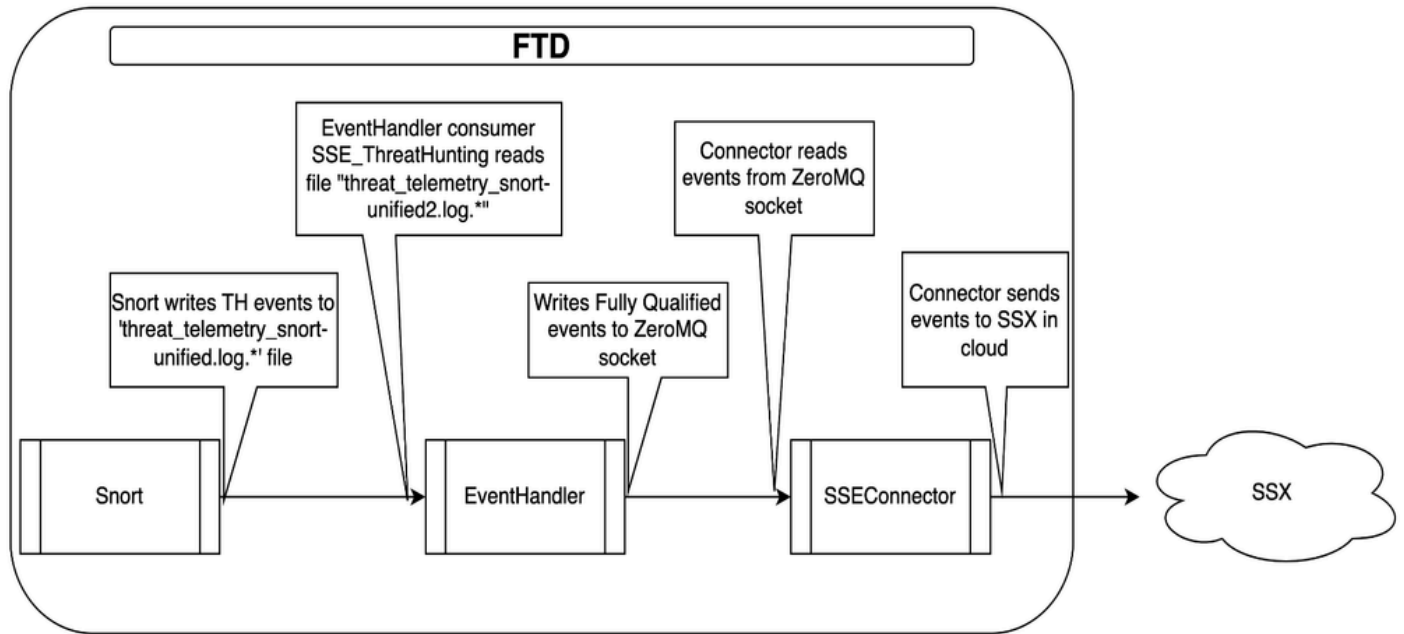 FTD
EventHandler consumer
SSE_ThreatHunting reads
file "threat_telemetry_snort-
unified2.log.*"
Connector reads
events from ZeroMQ
socket
Snort writes TH events to
'threat_telemetry_snort-
unified.log.*' file
Writes Fully Qualified
events to ZeroMQ
socket
Connector sends
events to SSX in
cloud
Snort
EventHandler
SSEConnector
SSX